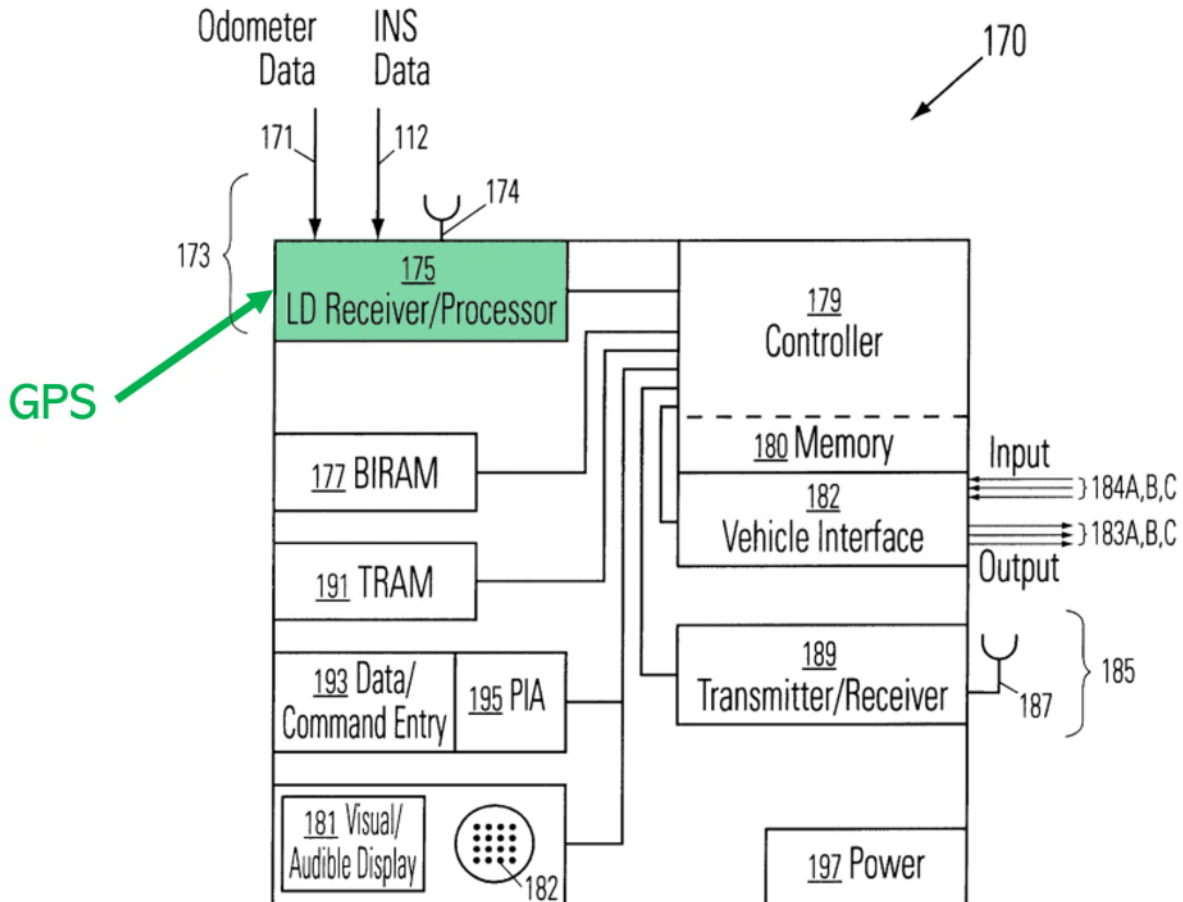 Odometer
Data
INS
Data
170
171
112
174
173
175
LD Receiver/Processor
GPS
179
Controller
180 Memory
177 BIRAM
Input
184A,B,C
182
Vehicle Interface
183A,B,C
Output
191 TRAM
189
Transmitter/Receiver
187
185
193 Data/
Command Entry
195 PIA
181 Visual/
Audible Display
182
197 Power